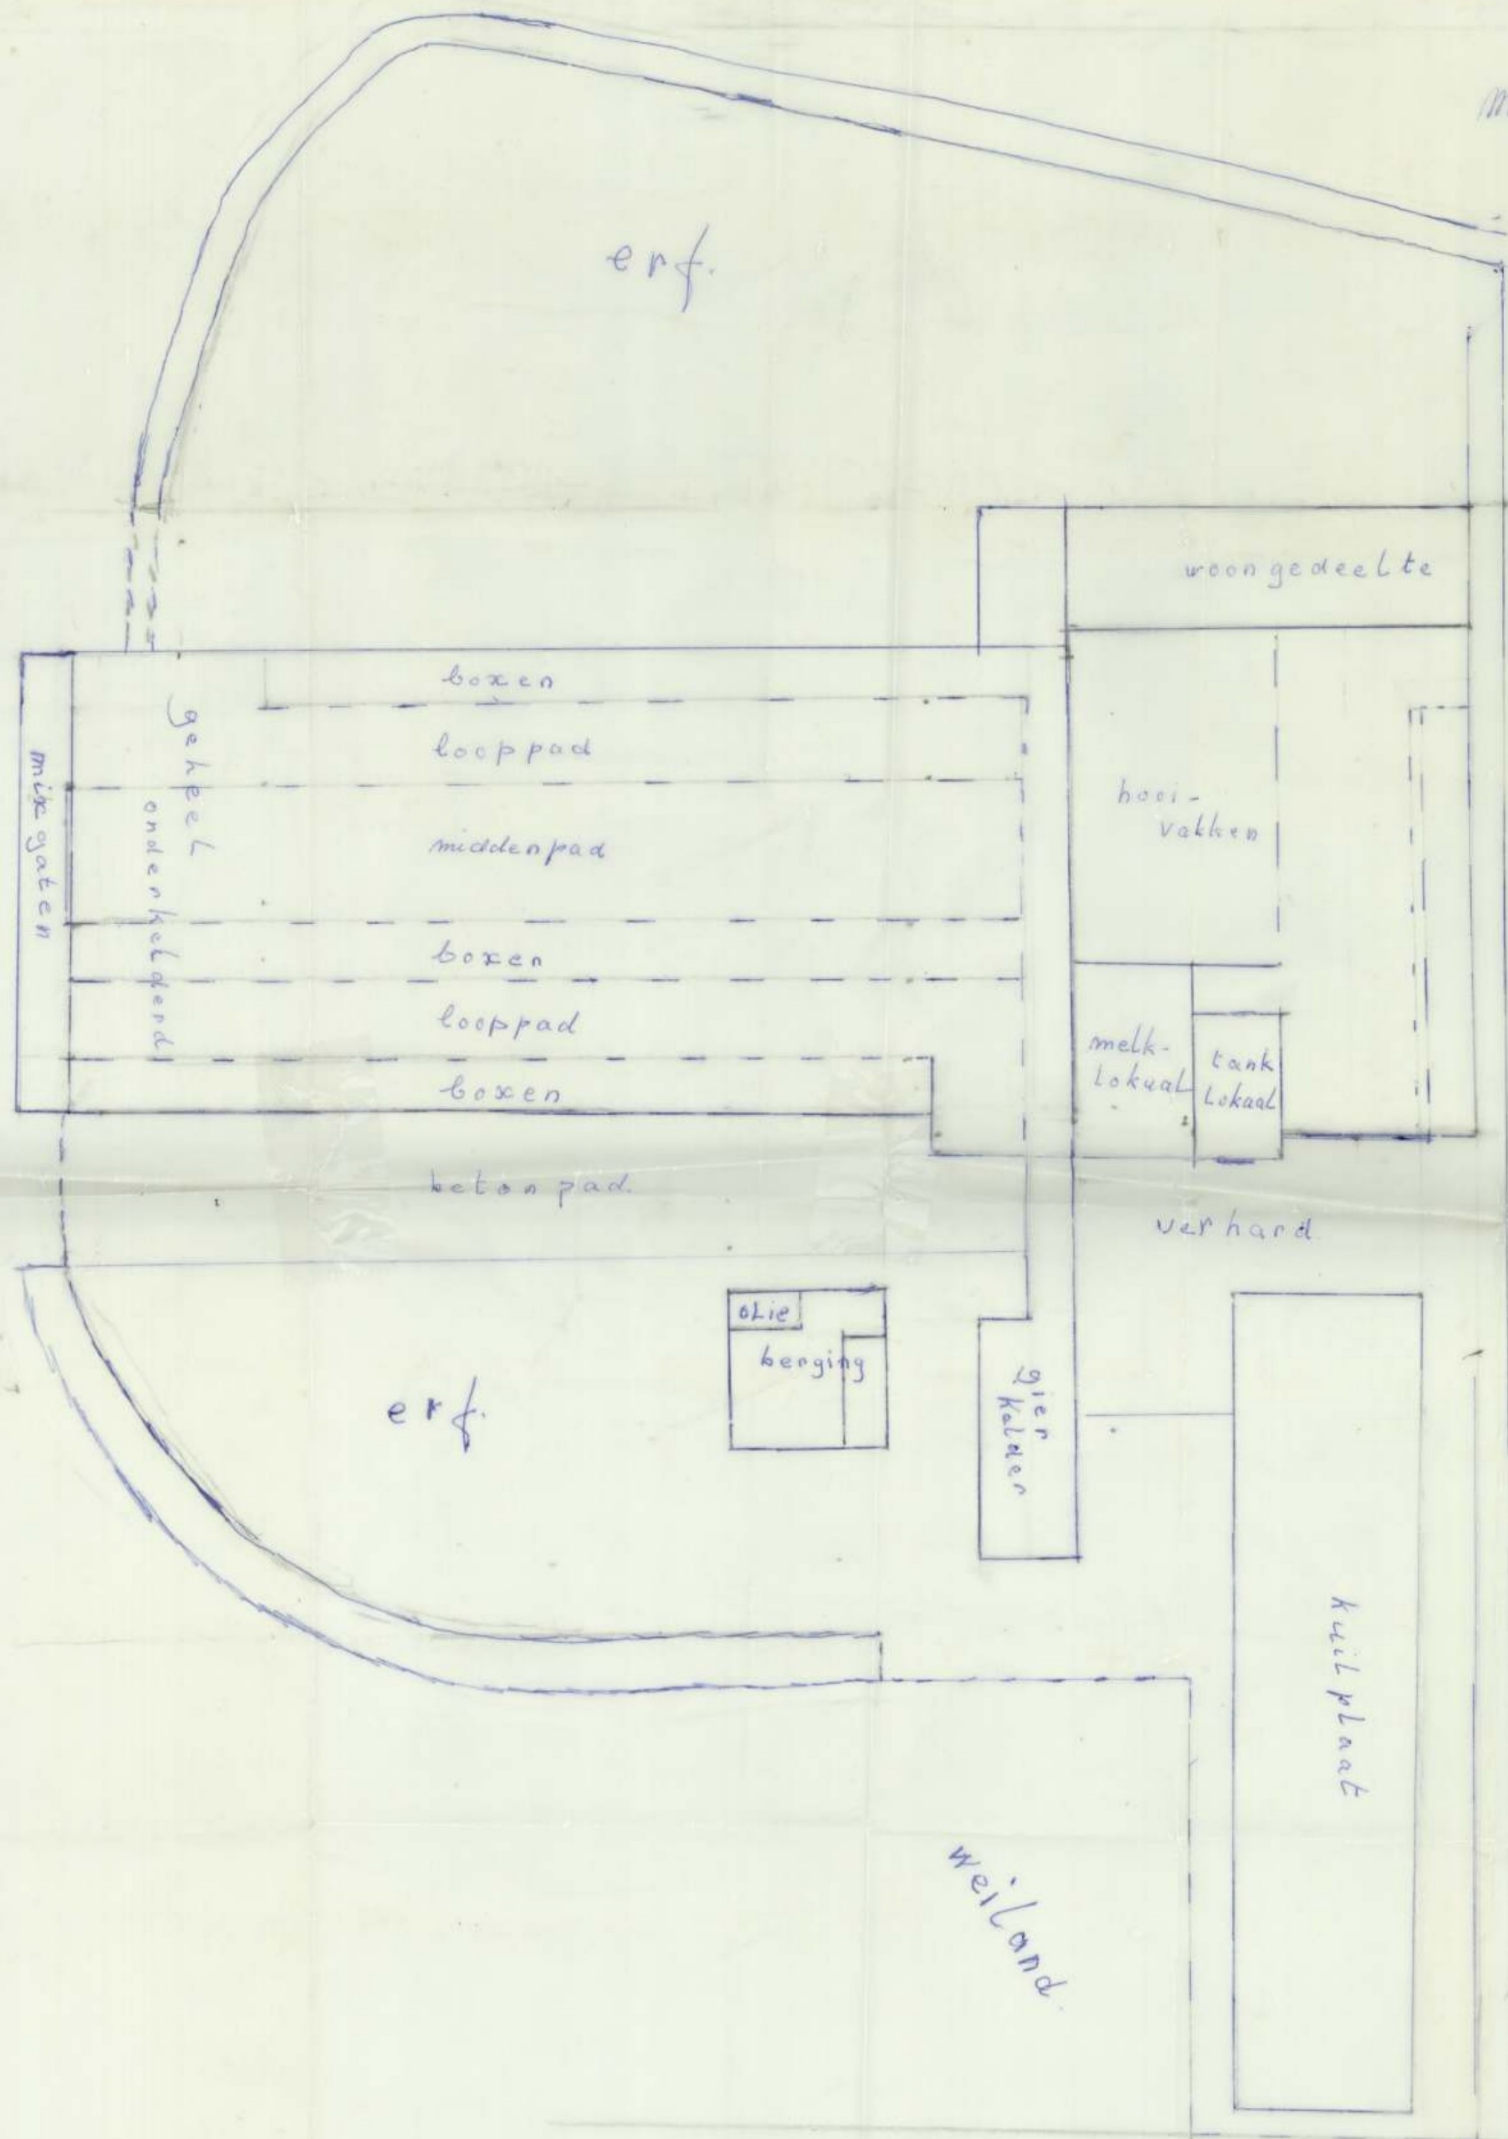 erf.
woongedeelte
boxen
looppad
middenpad
boxen
looppad
boxen
geheel
onderkelderd
mixgaten
hooi-
vakken
melk-
lokaal
tank
lokaal
betonpad.
verhard
olie
berging
gier
kelder
erf.
kuilplaat
weiland.